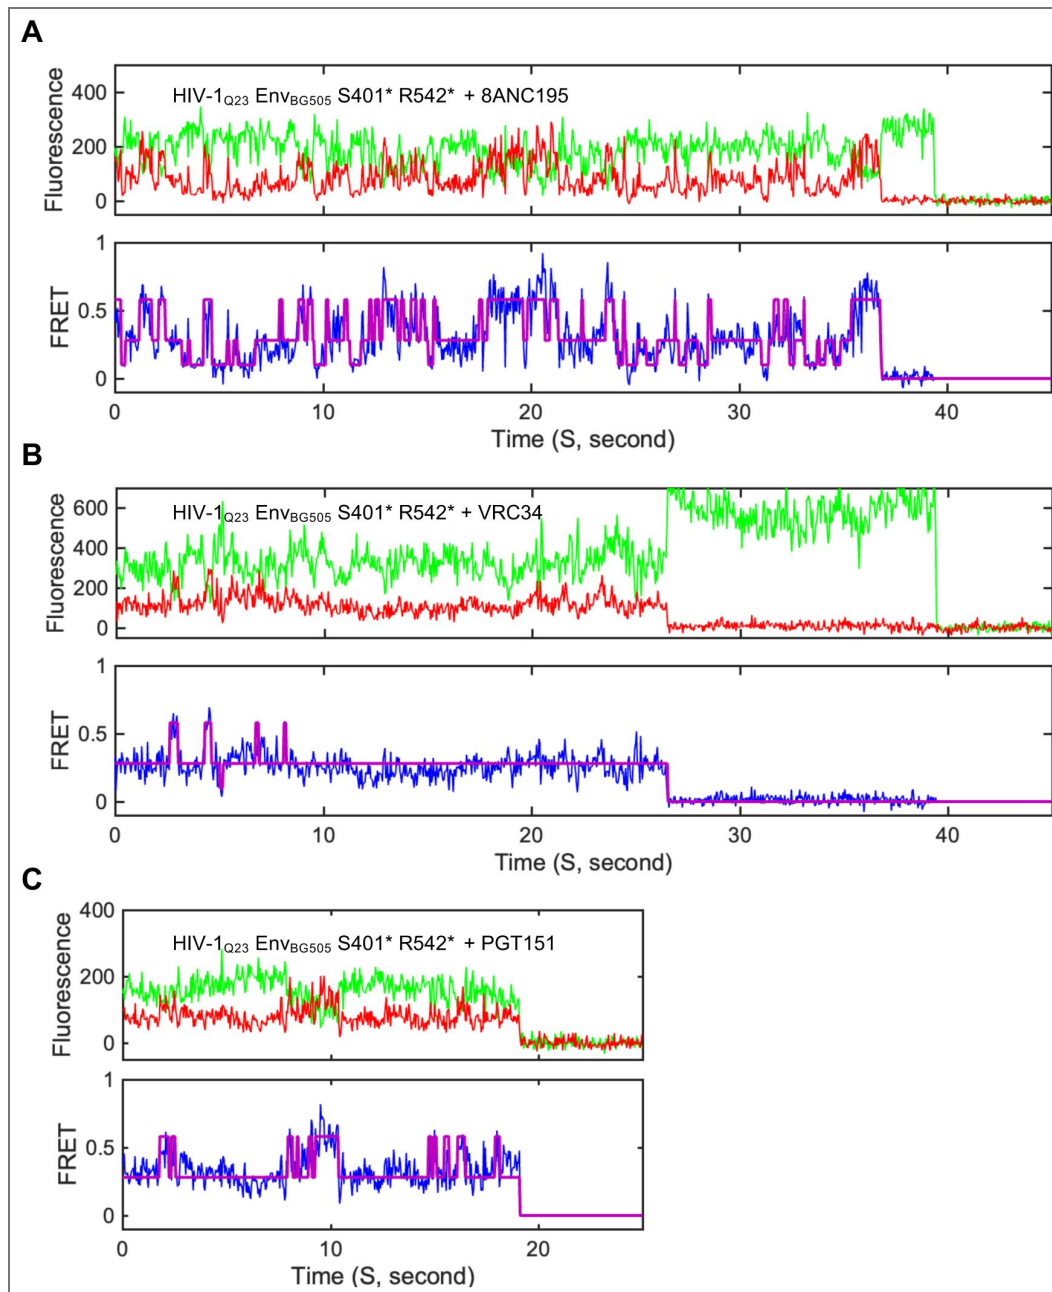 A
Fluorescence
400
200
0
HIV-1Q23 EnvBG505 S401* R542* + 8ANC195
FRET
1
0.5
0
0 10 20 30 40
Time (S, second)
B
Fluorescence
600
400
200
0
HIV-1Q23 EnvBG505 S401* R542* + VRC34
FRET
1
0.5
0
0 10 20 30 40
Time (S, second)
C
Fluorescence
400
200
0
HIV-1Q23 EnvBG505 S401* R542* + PGT151
FRET
1
0.5
0
0 10 20
Time (S, second)